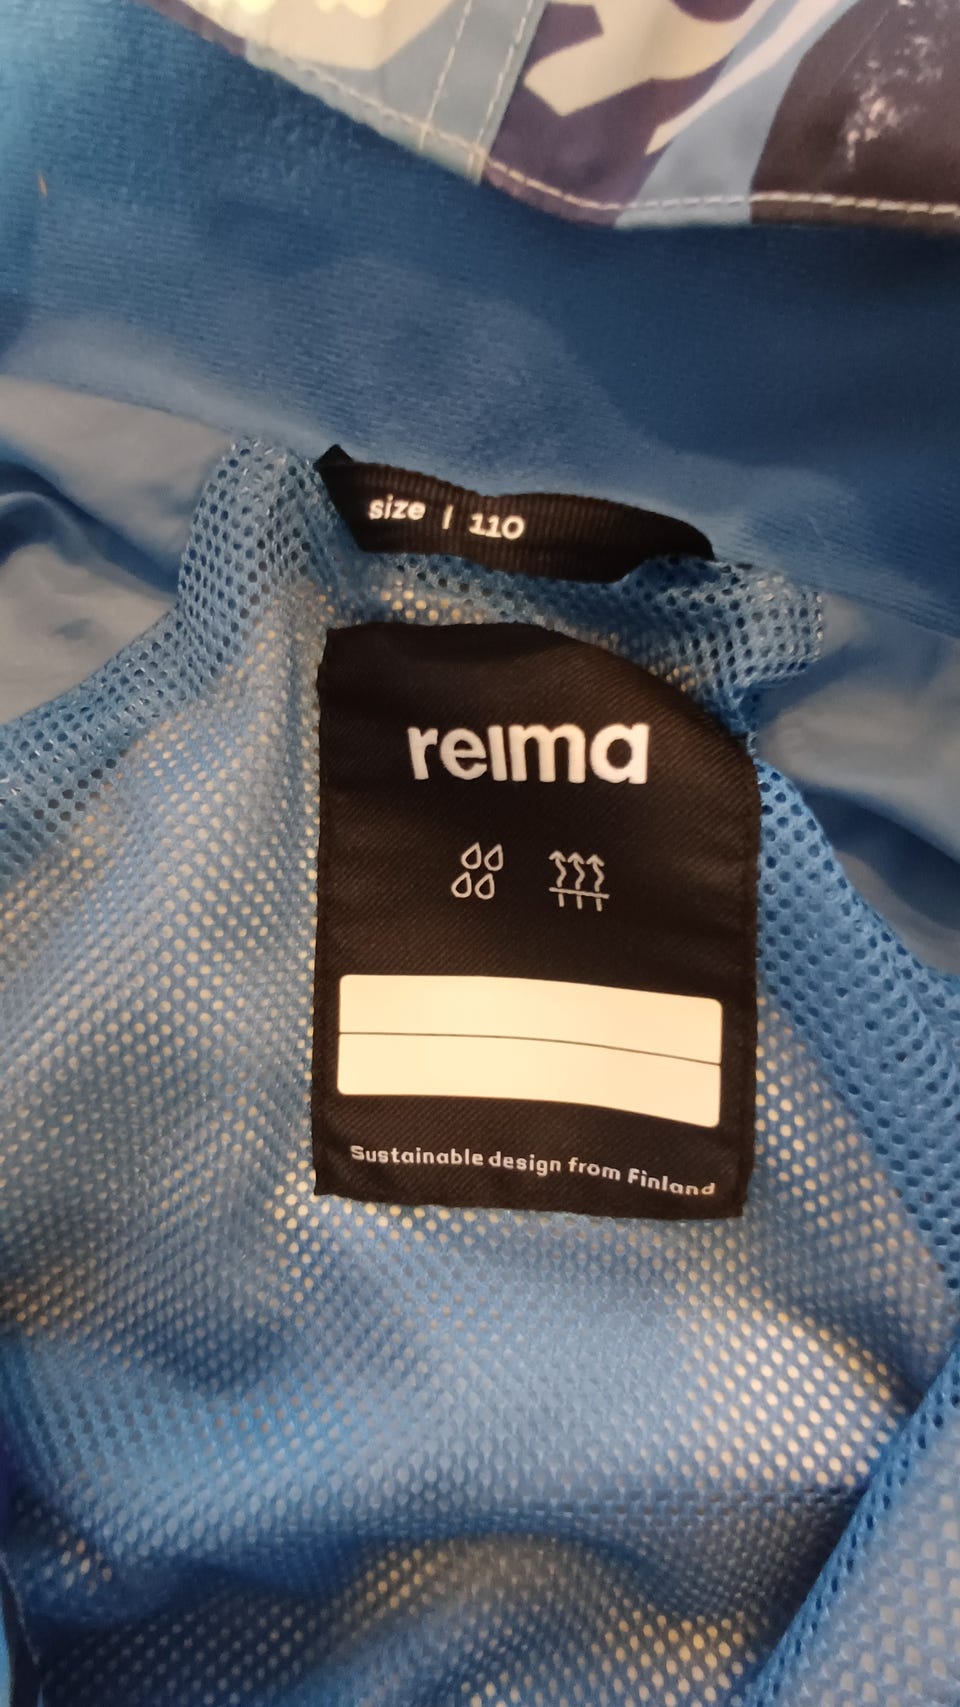 size | 110
reima
Sustainable design from Finland